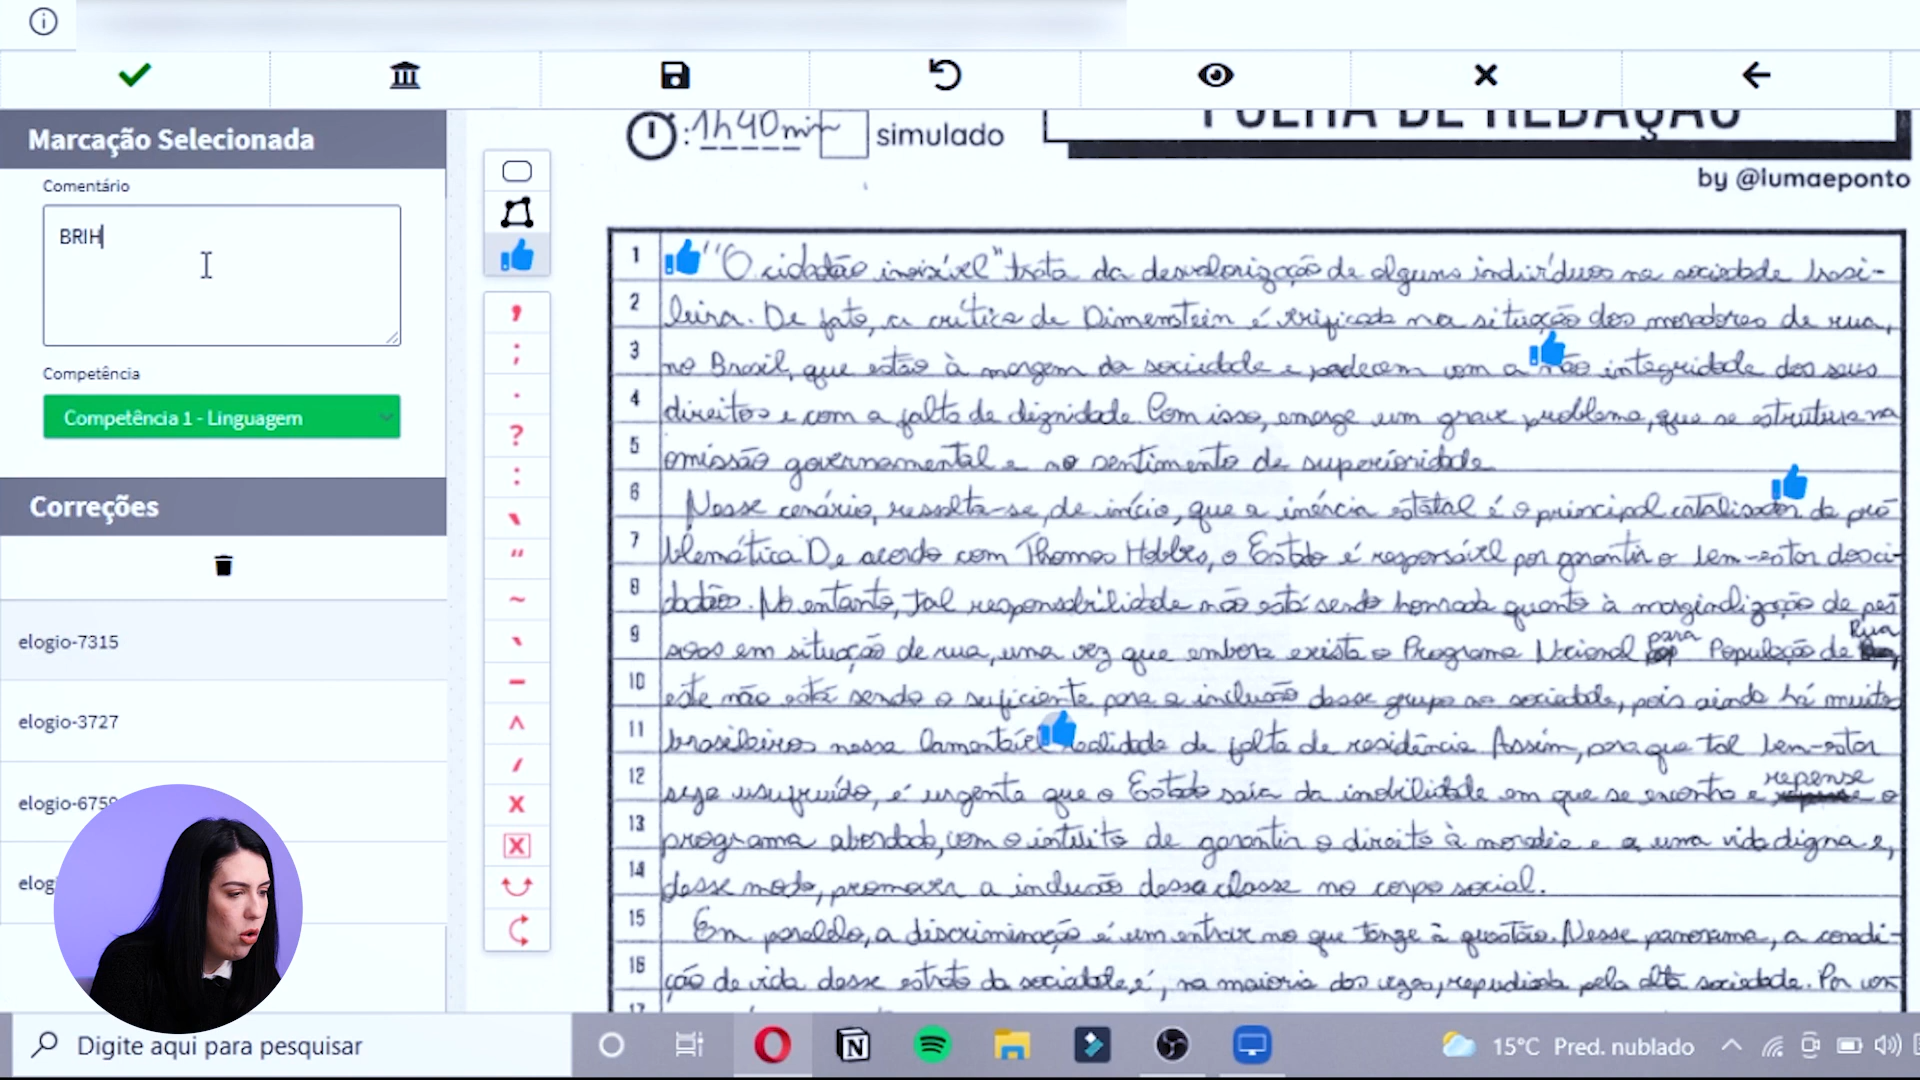 Marcação Selecionada
Comentário
BRIH
Competência
Competência 1 - Linguagem
Correções
elogio-7315
elogio-3727
elogio-6759
elog
:1h40min simulado
FOLHA DE REDAÇÃO
by @lumaeponto
, ; . ? : " ~ - ^ X X
1 "O cidadão invisível" trata da desvalorização de alguns indivíduos na sociedade brasi-
2 leira. De fato, a crítica de Dimenstein é verificada na situação dos moradores de rua,
3 no Brasil, que estão à margem da sociedade e padecem com a não integridade dos seus
4 direitos e com a falta de dignidade. Com isso, emerge um grave problema, que se estrutura na
5 omissão governamental e no sentimento de superioridade.
6 Nesse cenário, ressalta-se, de início, que a inércia estatal é o principal catalisador da pro
7 blemática. De acordo com Thomas Hobbes, o Estado é responsável por garantir o bem-estar dos ci-
8 dadãos. No entanto, tal responsabilidade não está sendo honrada quanto à marginalização de pes
9 soas em situação de rua, uma vez que embora exista o Programa Nacional para População de Rua,
10 este não está sendo o suficiente para a inclusão desse grupo na sociedade, pois ainda há muitos
11 brasileiros nessa lamentável realidade de falta de residência. Assim, para que tal bem-estar
12 seja usufruído, é urgente que o Estado saia da imobilidade em que se encontra e repense o
13 programa abordado, com o intuito de garantir o direito à moradia e a uma vida digna e,
14 desse modo, promover a inclusão dessa classe no corpo social.
15 Em paralelo, a discriminação é um entrave no que tange à questão. Nesse panorama, a condi-
16 ção de vida desse estrato da sociedade é, na maioria das vezes, repudiada pela alta sociedade. Por con
17
Digite aqui para pesquisar
15°C Pred. nublado